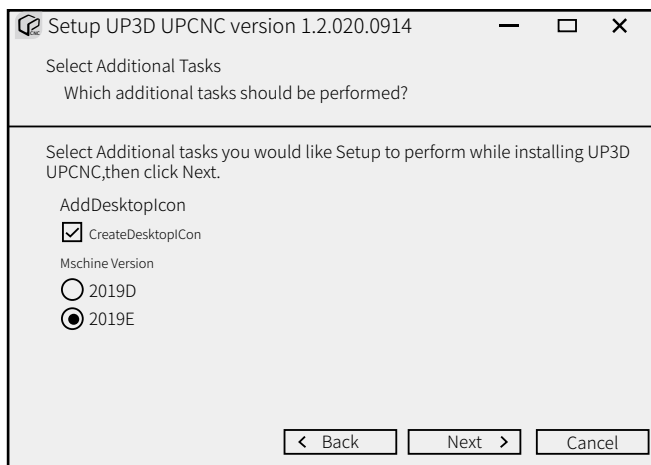 CNC
Setup UP3D UPCNC version 1.2.020.0914
Select Additional Tasks
Which additional tasks should be performed?
Select Additional tasks you would like Setup to perform while installing UP3D
UPCNC,then click Next.
AddDesktopIcon
CreateDesktopICon
Mschine Version
2019D
2019E
Back
Next
Cancel